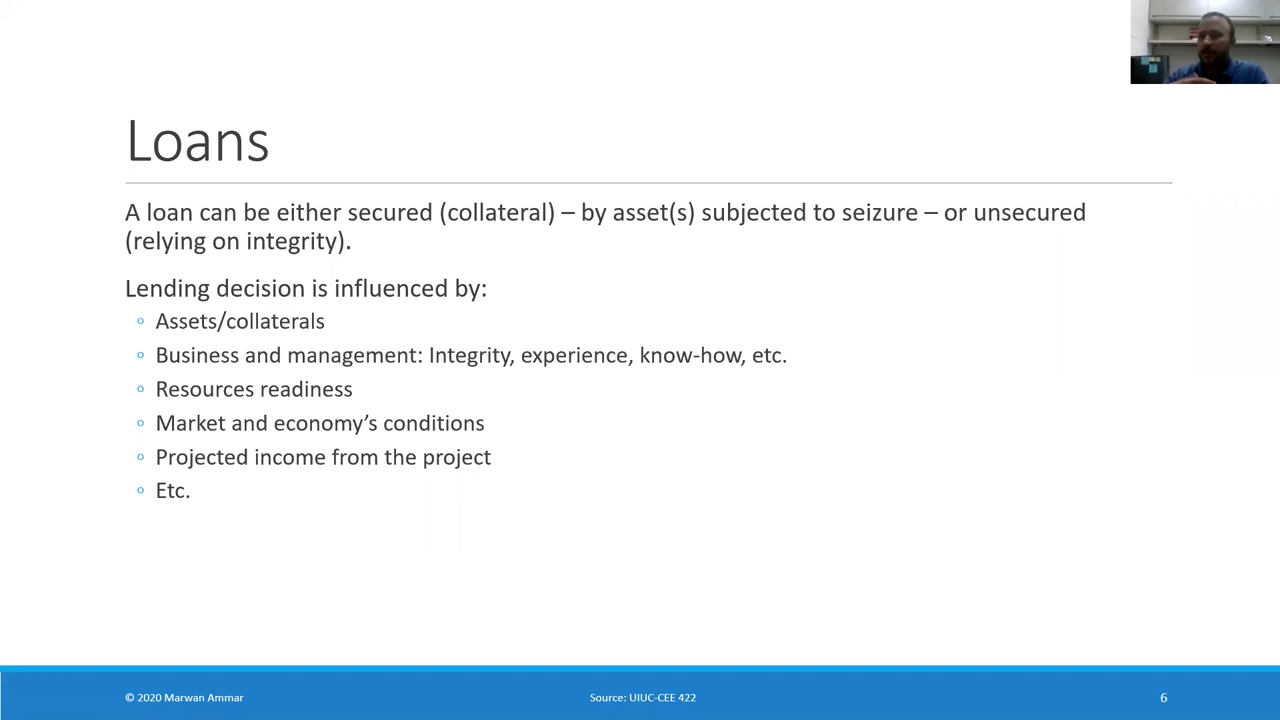 Loans
A loan can be either secured (collateral) – by asset(s) subjected to seizure – or unsecured
(relying on integrity).
Lending decision is influenced by:
◦ Assets/collaterals
◦ Business and management: Integrity, experience, know-how, etc.
◦ Resources readiness
◦ Market and economy’s conditions
◦ Projected income from the project
◦ Etc.
© 2020 Marwan Ammar
Source: UIUC-CEE 422
6